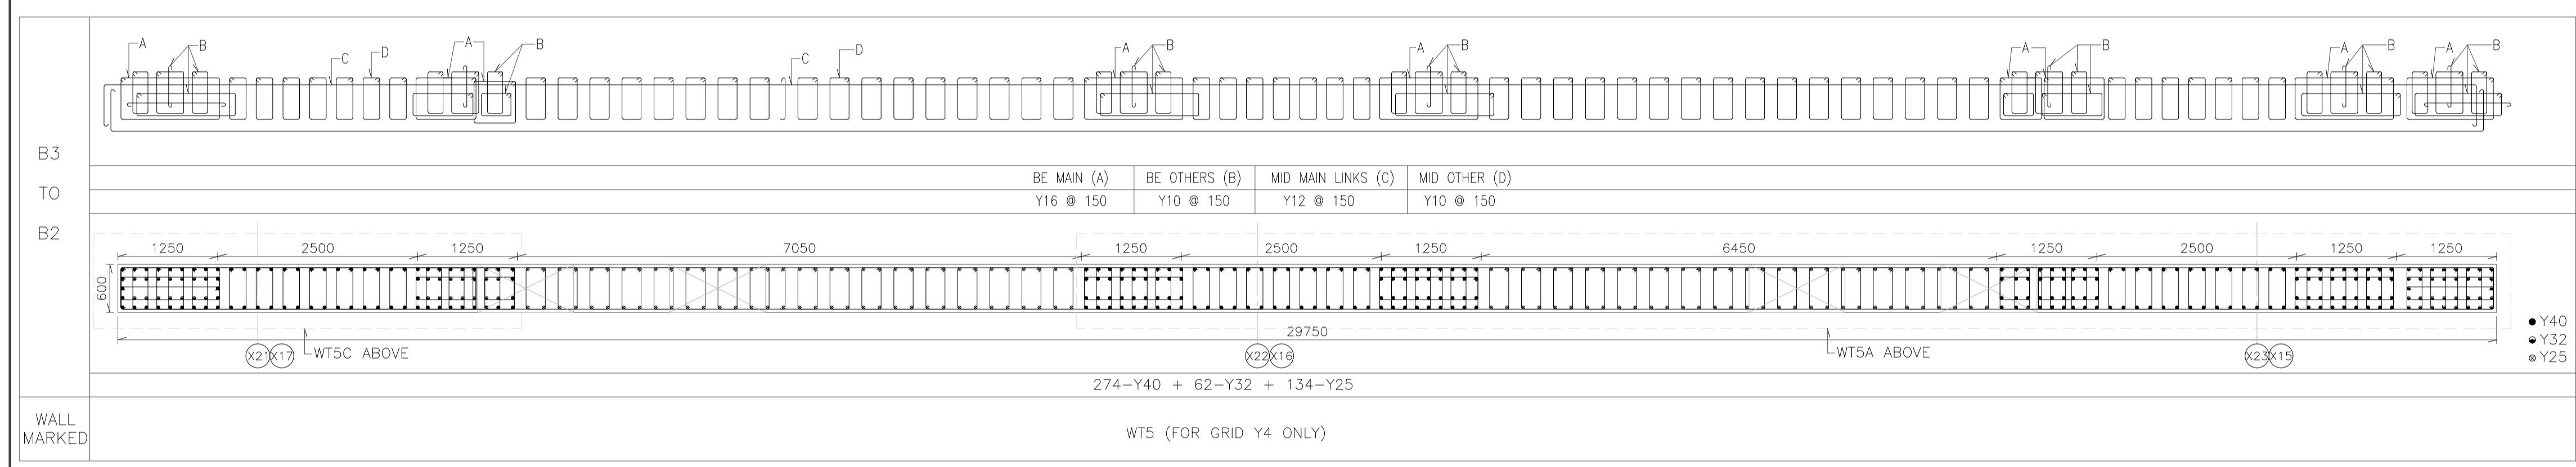 A B C D A B C D A B A B A B A B A B
B3
TO
B2
BE MAIN (A) BE OTHERS (B) MID MAIN LINKS (C) MID OTHER (D)
Y16 @ 150 Y10 @ 150 Y12 @ 150 Y10 @ 150
1250 2500 1250 7050 1250 2500 1250 6450 1250 2500 1250 1250
600
29750
X21 X17 WT5C ABOVE X22 X16 WT5A ABOVE X23 X15
Y40
Y32
Y25
274-Y40 + 62-Y32 + 134-Y25
WALL
MARKED
WT5 (FOR GRID Y4 ONLY)